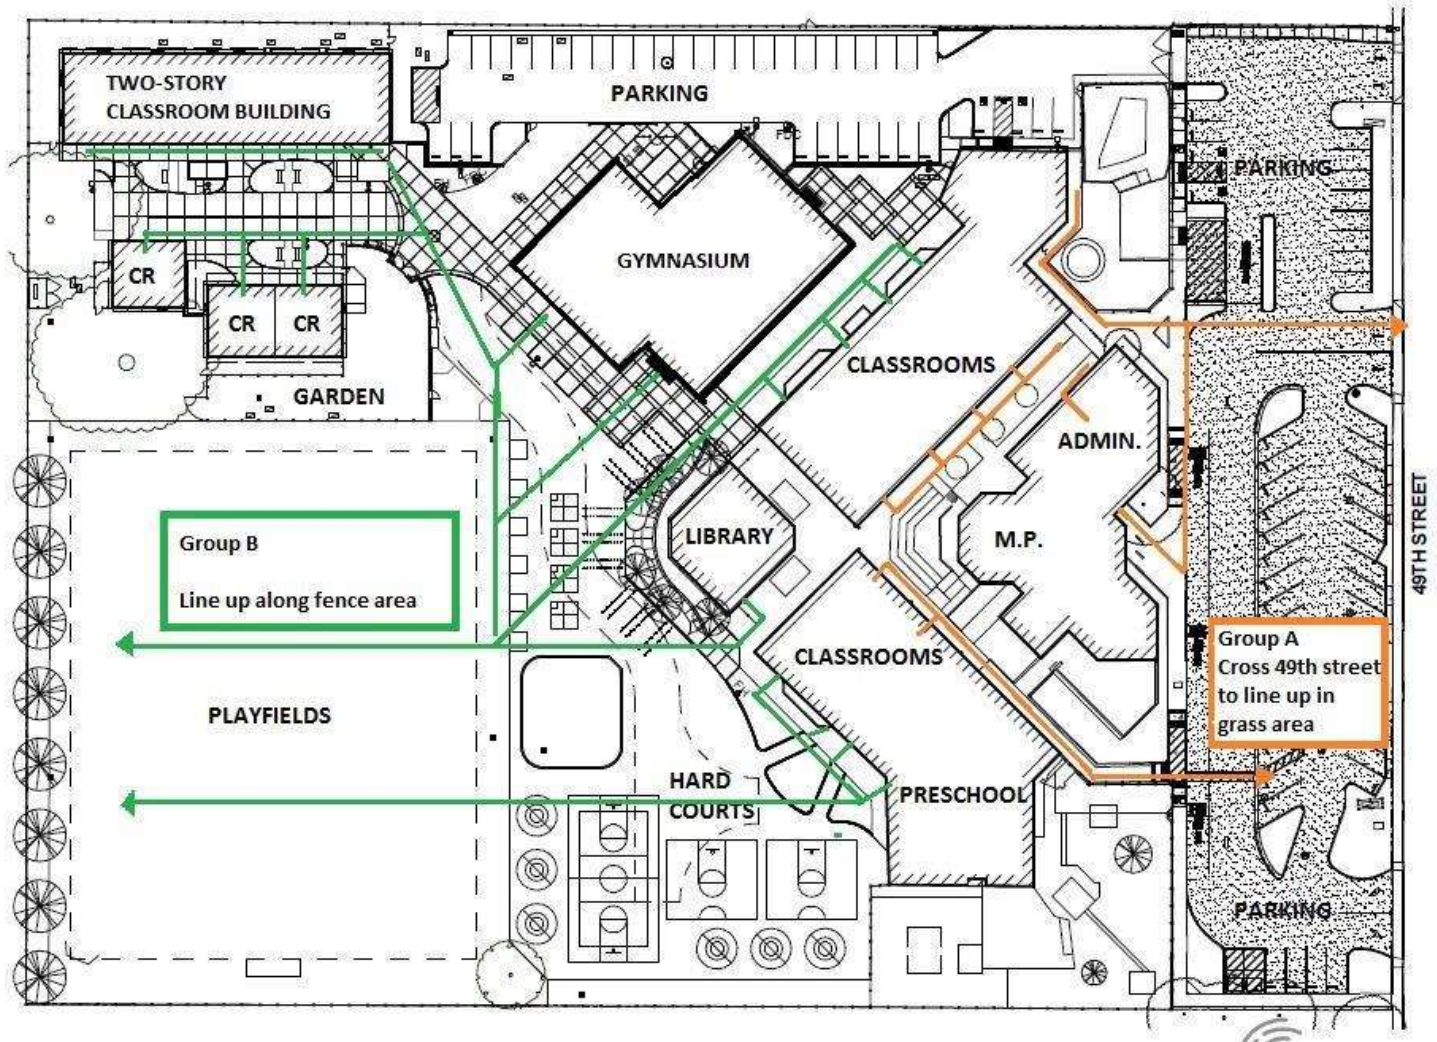 TWO-STORY
CLASSROOM BUILDING
PARKING
FDC
PARKING
GYMNASIUM
CR
CR
CR
GARDEN
CLASSROOMS
ADMIN.
49TH STREET
LIBRARY
M.P.
Group B
Line up along fence area
Group A
Cross 49th street
to line up in
grass area
CLASSROOMS
PLAYFIELDS
HARD
COURTS
PRESCHOOL
PARKING